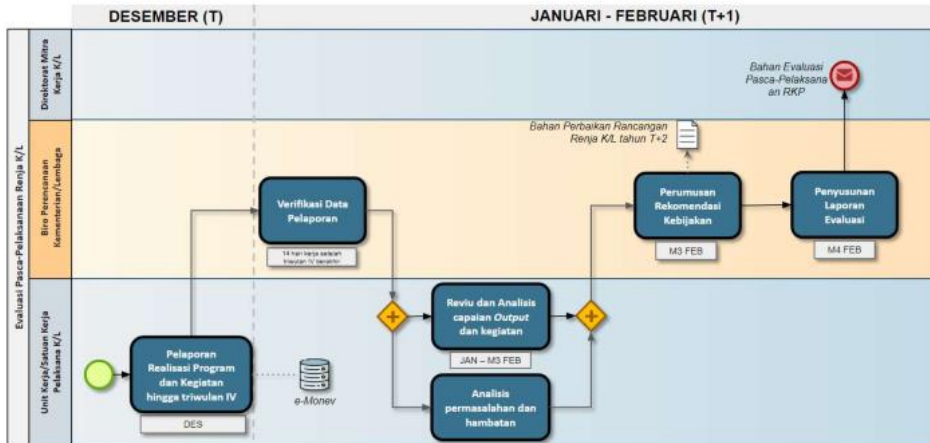 DESEMBER (T)
JANUARI - FEBRUARI (T+1)
Evaluasi Pasca-Pelaksanaan Renja K/L
Direktorat Mitra
Kerja K/L
Bahan Evaluasi
Pasca-Pelaksana
an RKP
Biro Perencanaan
Kementerian/Lembaga
Bahan Perbaikan Rancangan
Renja K/L tahun T+2
Verifikasi Data
Pelaporan
14 hari kerja setelah
triwulan IV berakhir
Perumusan
Rekomendasi
Kebijakan
M3 FEB
Penyusunan
Laporan
Evaluasi
M4 FEB
Unit Kerja/Satuan Kerja
Pelaksana K/L
Pelaporan
Realisasi Program
dan Kegiatan
hingga triwulan IV
DES
e-Monev
Reviu dan Analisis
capaian Output
dan kegiatan
JAN – M3 FEB
Analisis
permasalahan dan
hambatan